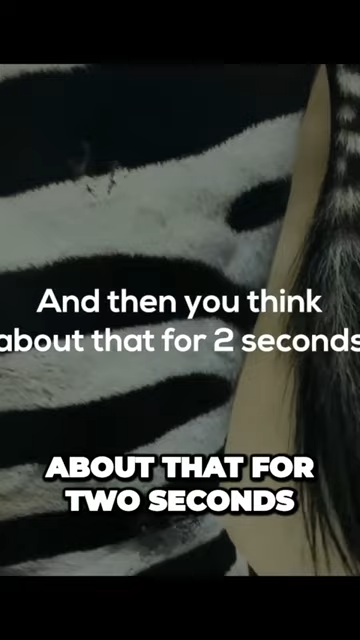 And then you think
about that for 2 seconds
ABOUT THAT FOR
TWO SECONDS